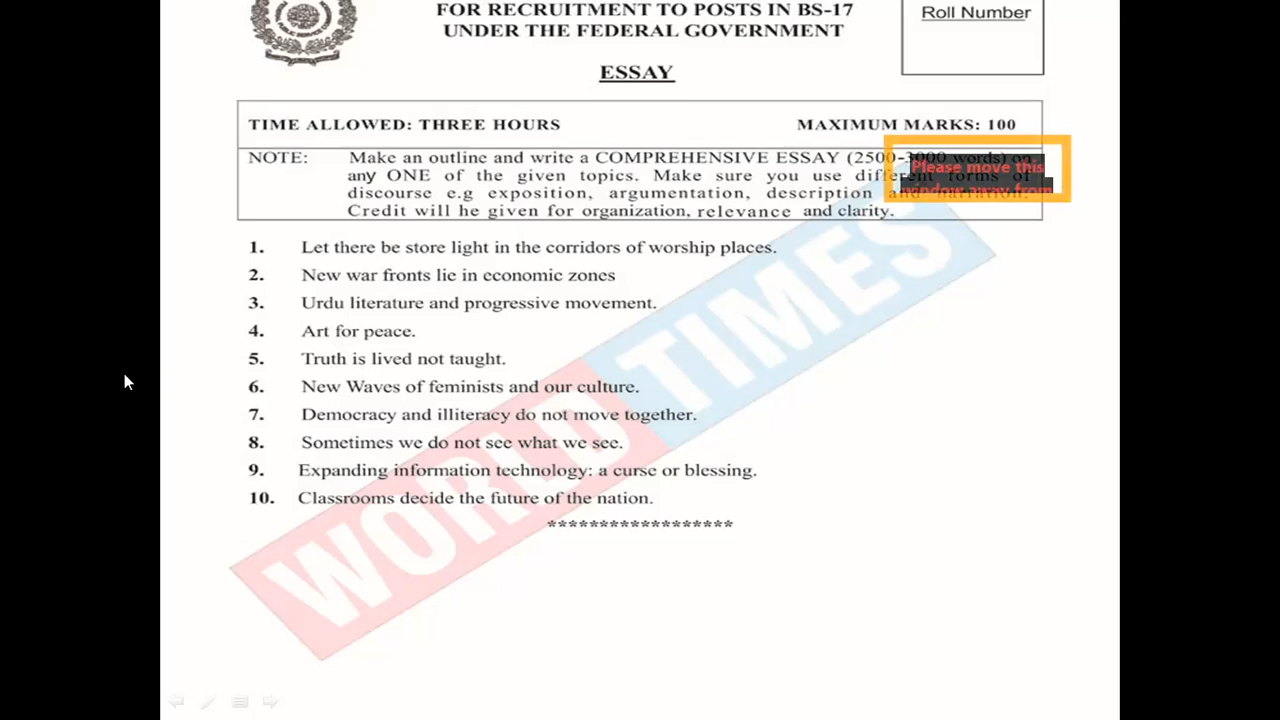 FOR RECRUITMENT TO POSTS IN BS-17
UNDER THE FEDERAL GOVERNMENT
Roll Number
ESSAY
TIME ALLOWED: THREE HOURS MAXIMUM MARKS: 100
NOTE: Make an outline and write a COMPREHENSIVE ESSAY (2500-3000 words) on
any ONE of the given topics. Make sure you use different forms of
discourse e.g exposition, argumentation, description and narration.
Credit will he given for organization, relevance and clarity.
Please move this
window away from
1. Let there be store light in the corridors of worship places.
2. New war fronts lie in economic zones
3. Urdu literature and progressive movement.
4. Art for peace.
5. Truth is lived not taught.
6. New Waves of feminists and our culture.
7. Democracy and illiteracy do not move together.
8. Sometimes we do not see what we see.
9. Expanding information technology: a curse or blessing.
10. Classrooms decide the future of the nation.
******************
WORLD TIMES